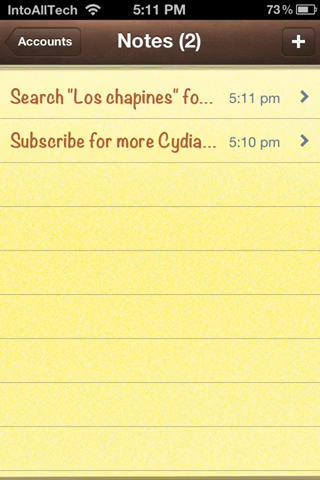 IntoAllTech 5:11 PM 73%
Accounts Notes (2) +
Search "Los chapines" fo... 5:11 pm
Subscribe for more Cydia... 5:10 pm